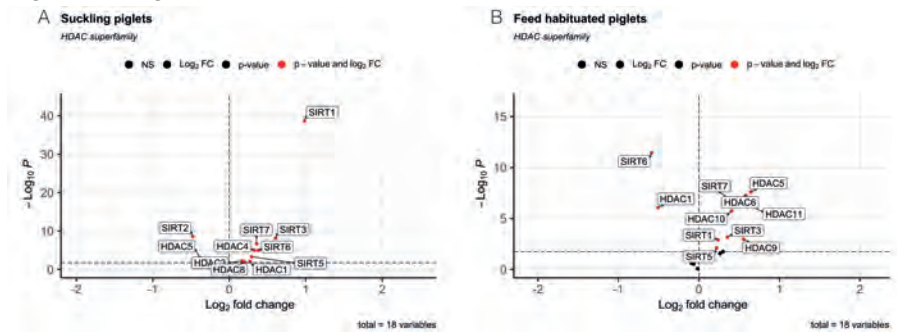 A Suckling piglets
HDAC superfamily
NS Log₂ FC p-value p − value and log₂ FC
SIRT1
SIRT2
HDAC5
HDAC4
SIRT7
SIRT3
SIRT6
HDAC8
HDAC1
SIRT5
− Log₁₀ P
40
30
20
10
0
-2 -1 0 1 2
Log₂ fold change
total = 18 variables
B Feed habituated piglets
HDAC superfamily
NS Log₂ FC p-value p − value and log₂ FC
SIRT6
HDAC1
SIRT7
HDAC5
HDAC6
HDAC10
HDAC11
SIRT1
SIRT3
HDAC9
SIRT5
− Log₁₀ P
15
10
5
0
-2 -1 0 1 2
Log₂ fold change
total = 18 variables